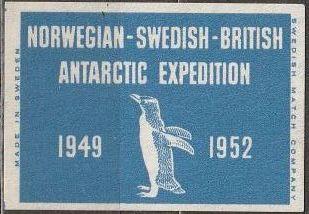 NORWEGIAN-SWEDISH-BRITISH
ANTARCTIC EXPEDITION
1949 1952
MADE IN SWEDEN
SWEDISH MATCH COMPANY